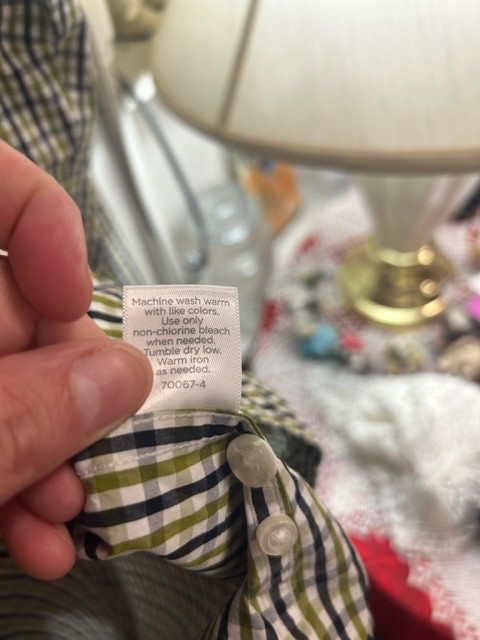 Machine wash warm
with like colors.
Use only
non-chlorine bleach
when needed.
Tumble dry low.
Warm iron
as needed.
70067-4